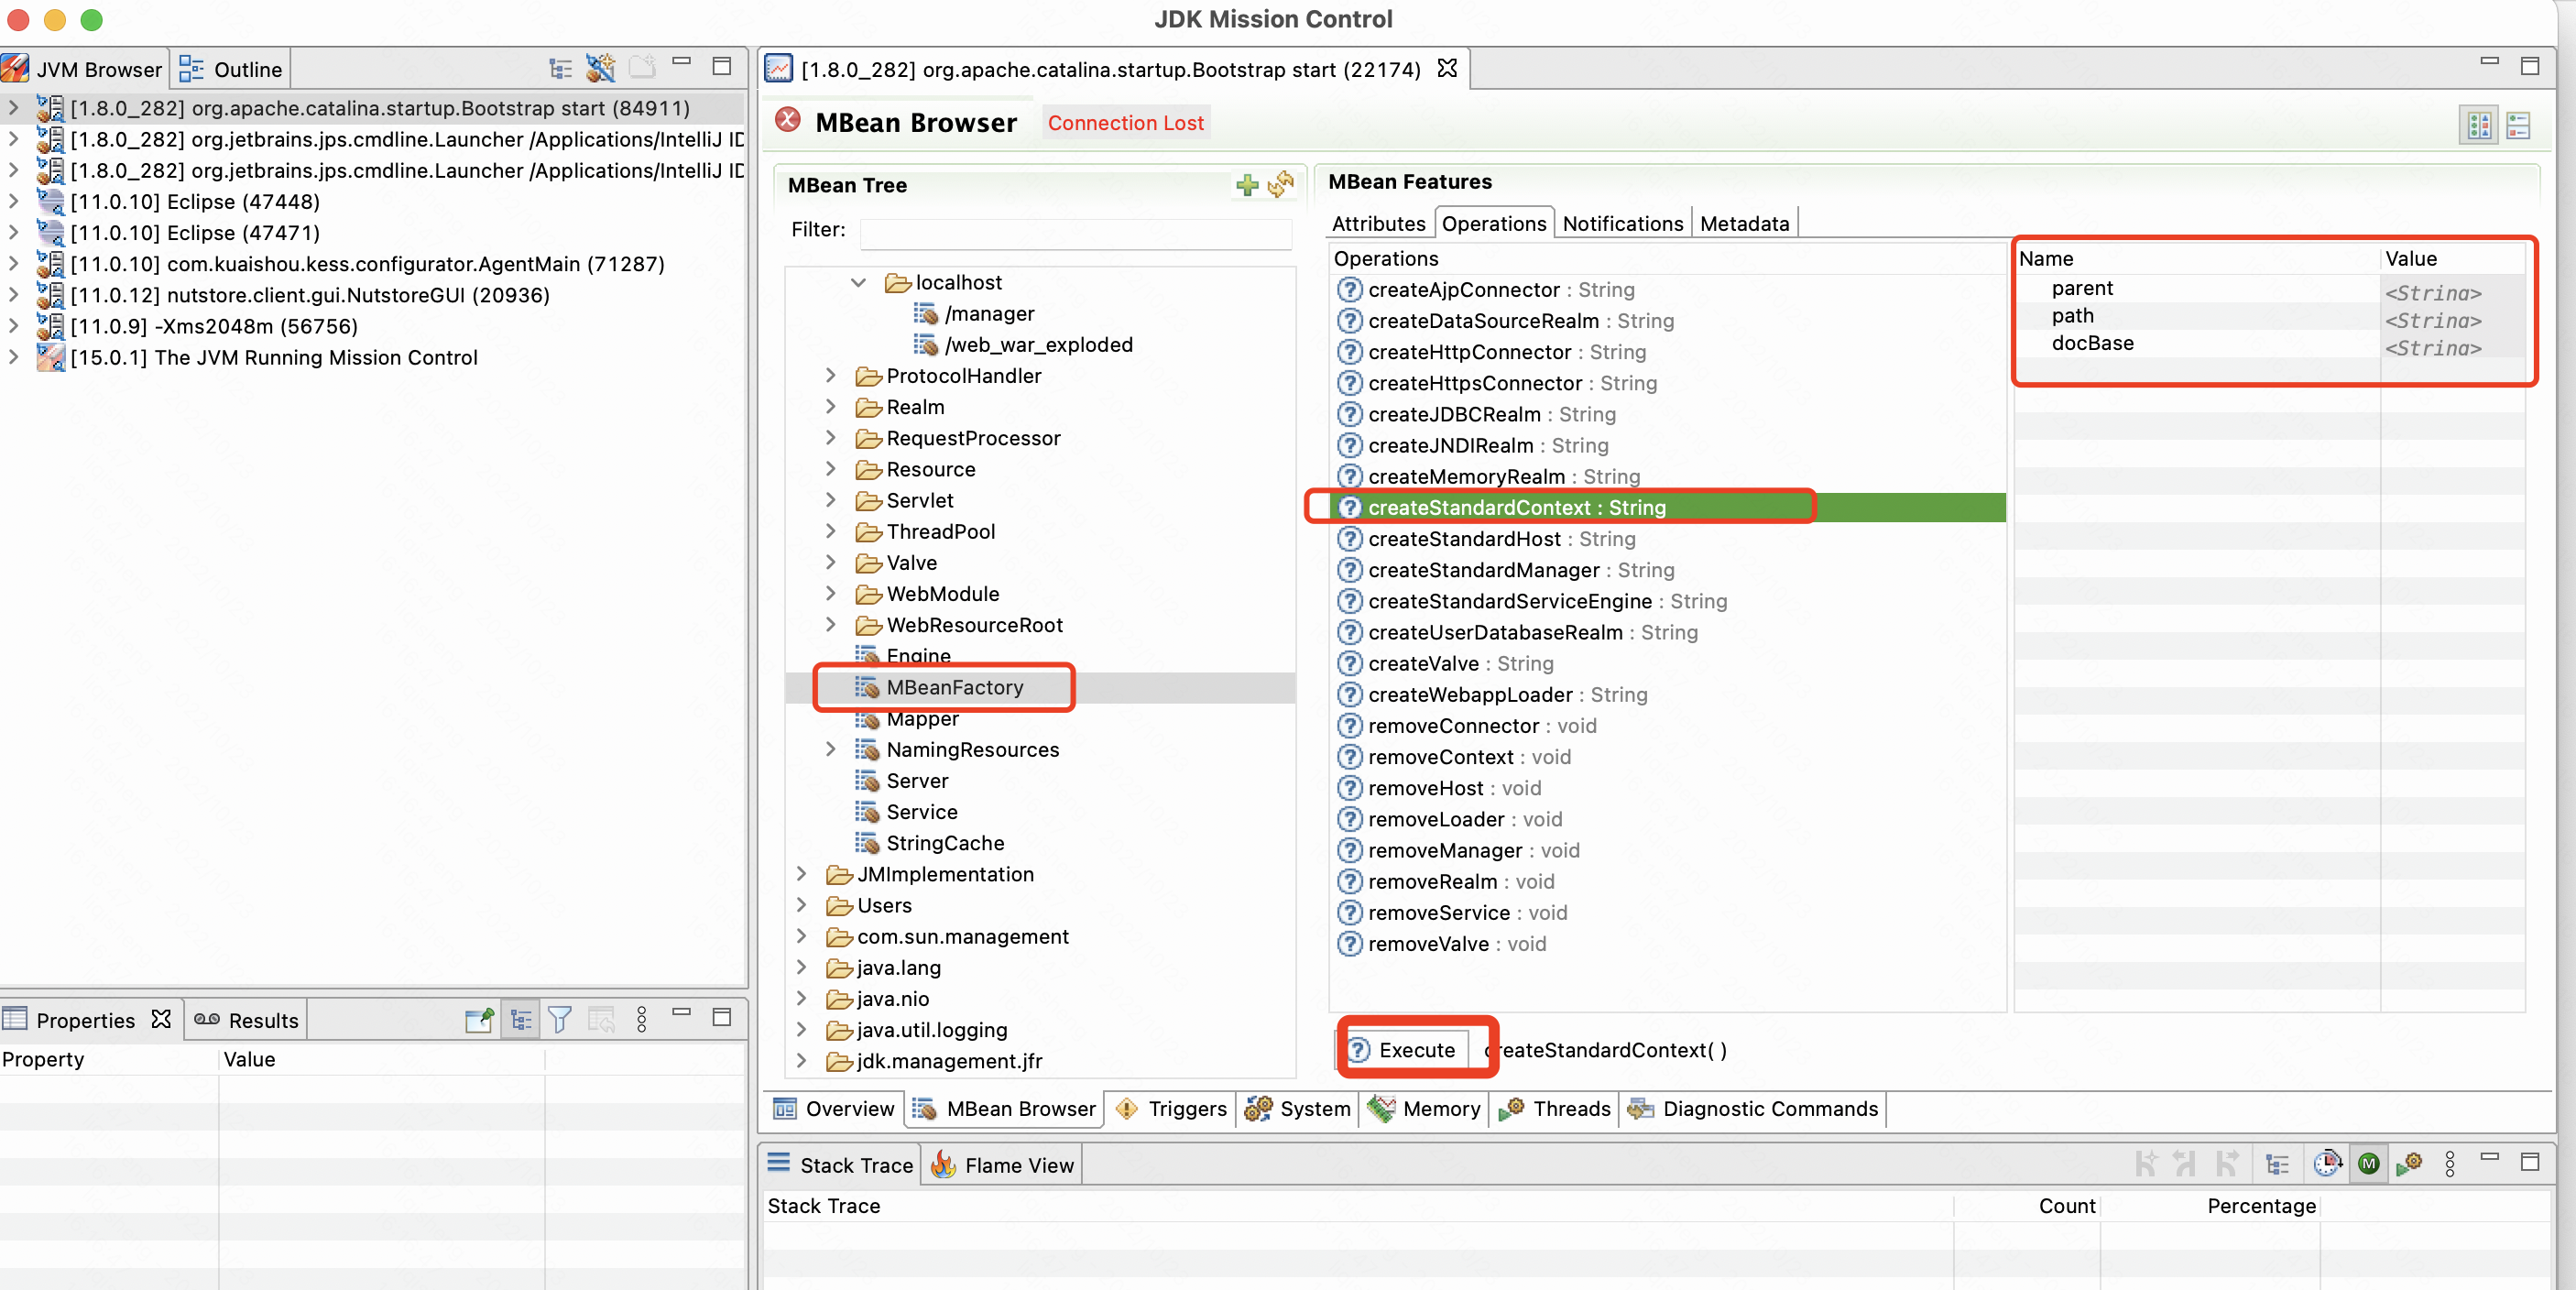 JDK Mission Control
JVM Browser
Outline
[1.8.0_282] org.apache.catalina.startup.Bootstrap start (84911)
[1.8.0_282] org.jetbrains.jps.cmdline.Launcher /Applications/IntelliJ ID
[1.8.0_282] org.jetbrains.jps.cmdline.Launcher /Applications/IntelliJ ID
[11.0.10] Eclipse (47448)
[11.0.10] Eclipse (47471)
[11.0.10] com.kuaishou.kess.configurator.AgentMain (71287)
[11.0.12] nutstore.client.gui.NutstoreGUI (20936)
[11.0.9] -Xms2048m (56756)
[15.0.1] The JVM Running Mission Control
Properties
Results
Property Value
[1.8.0_282] org.apache.catalina.startup.Bootstrap start (22174)
MBean Browser Connection Lost
MBean Tree
Filter:
localhost
/manager
/web_war_exploded
ProtocolHandler
Realm
RequestProcessor
Resource
Servlet
ThreadPool
Valve
WebModule
WebResourceRoot
Engine
MBeanFactory
Mapper
NamingResources
Server
Service
StringCache
JMImplementation
Users
com.sun.management
java.lang
java.nio
java.util.logging
jdk.management.jfr
MBean Features
Attributes Operations Notifications Metadata
Operations
createAjpConnector : String
createDataSourceRealm : String
createHttpConnector : String
createHttpsConnector : String
createJDBCRealm : String
createJNDIRealm : String
createMemoryRealm : String
createStandardContext : String
createStandardHost : String
createStandardManager : String
createStandardServiceEngine : String
createUserDatabaseRealm : String
createValve : String
createWebappLoader : String
removeConnector : void
removeContext : void
removeHost : void
removeLoader : void
removeManager : void
removeRealm : void
removeService : void
removeValve : void
Name Value
parent <String>
path <String>
docBase <String>
Execute createStandardContext( )
Overview MBean Browser Triggers System Memory Threads Diagnostic Commands
Stack Trace Flame View
Stack Trace Count Percentage